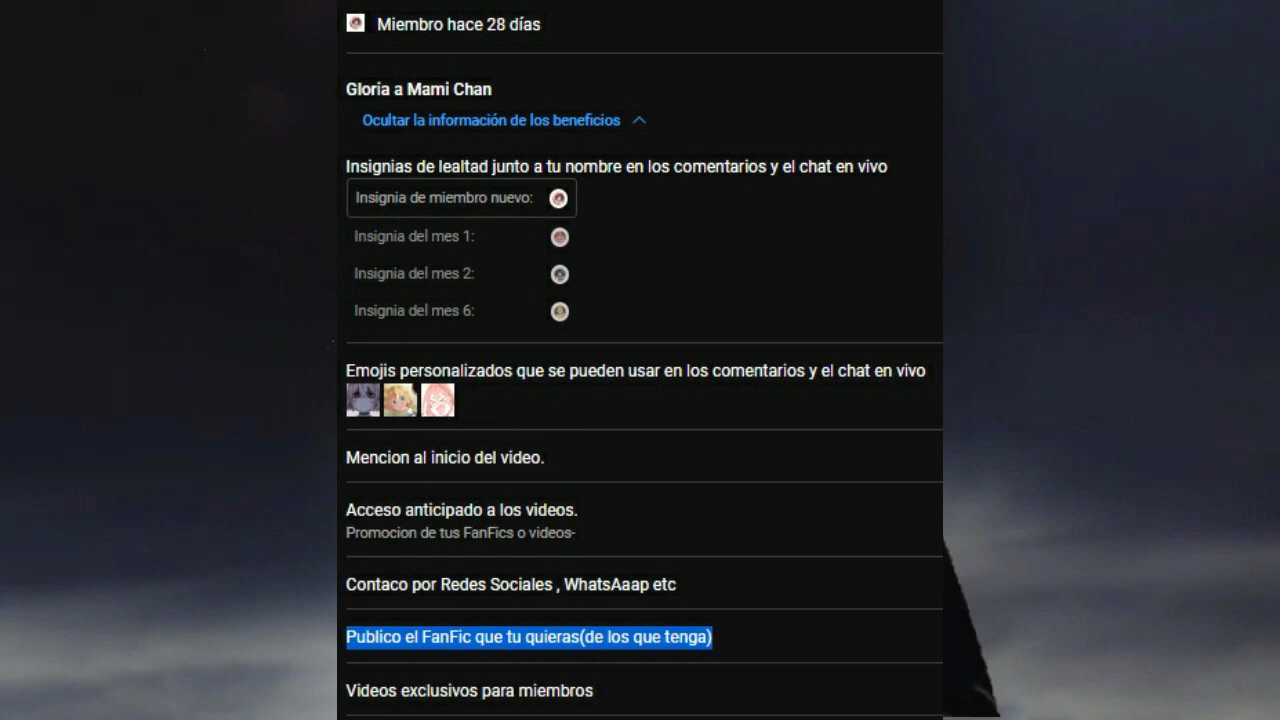 Miembro hace 28 días
Gloria a Mami Chan
Ocultar la información de los beneficios
Insignias de lealtad junto a tu nombre en los comentarios y el chat en vivo
Insignia de miembro nuevo:
Insignia del mes 1:
Insignia del mes 2:
Insignia del mes 6:
Emojis personalizados que se pueden usar en los comentarios y el chat en vivo
Mencion al inicio del video.
Acceso anticipado a los videos.
Promocion de tus FanFics o videos-
Contaco por Redes Sociales , WhatsAaap etc
Publico el FanFic que tu quieras(de los que tenga)
Videos exclusivos para miembros